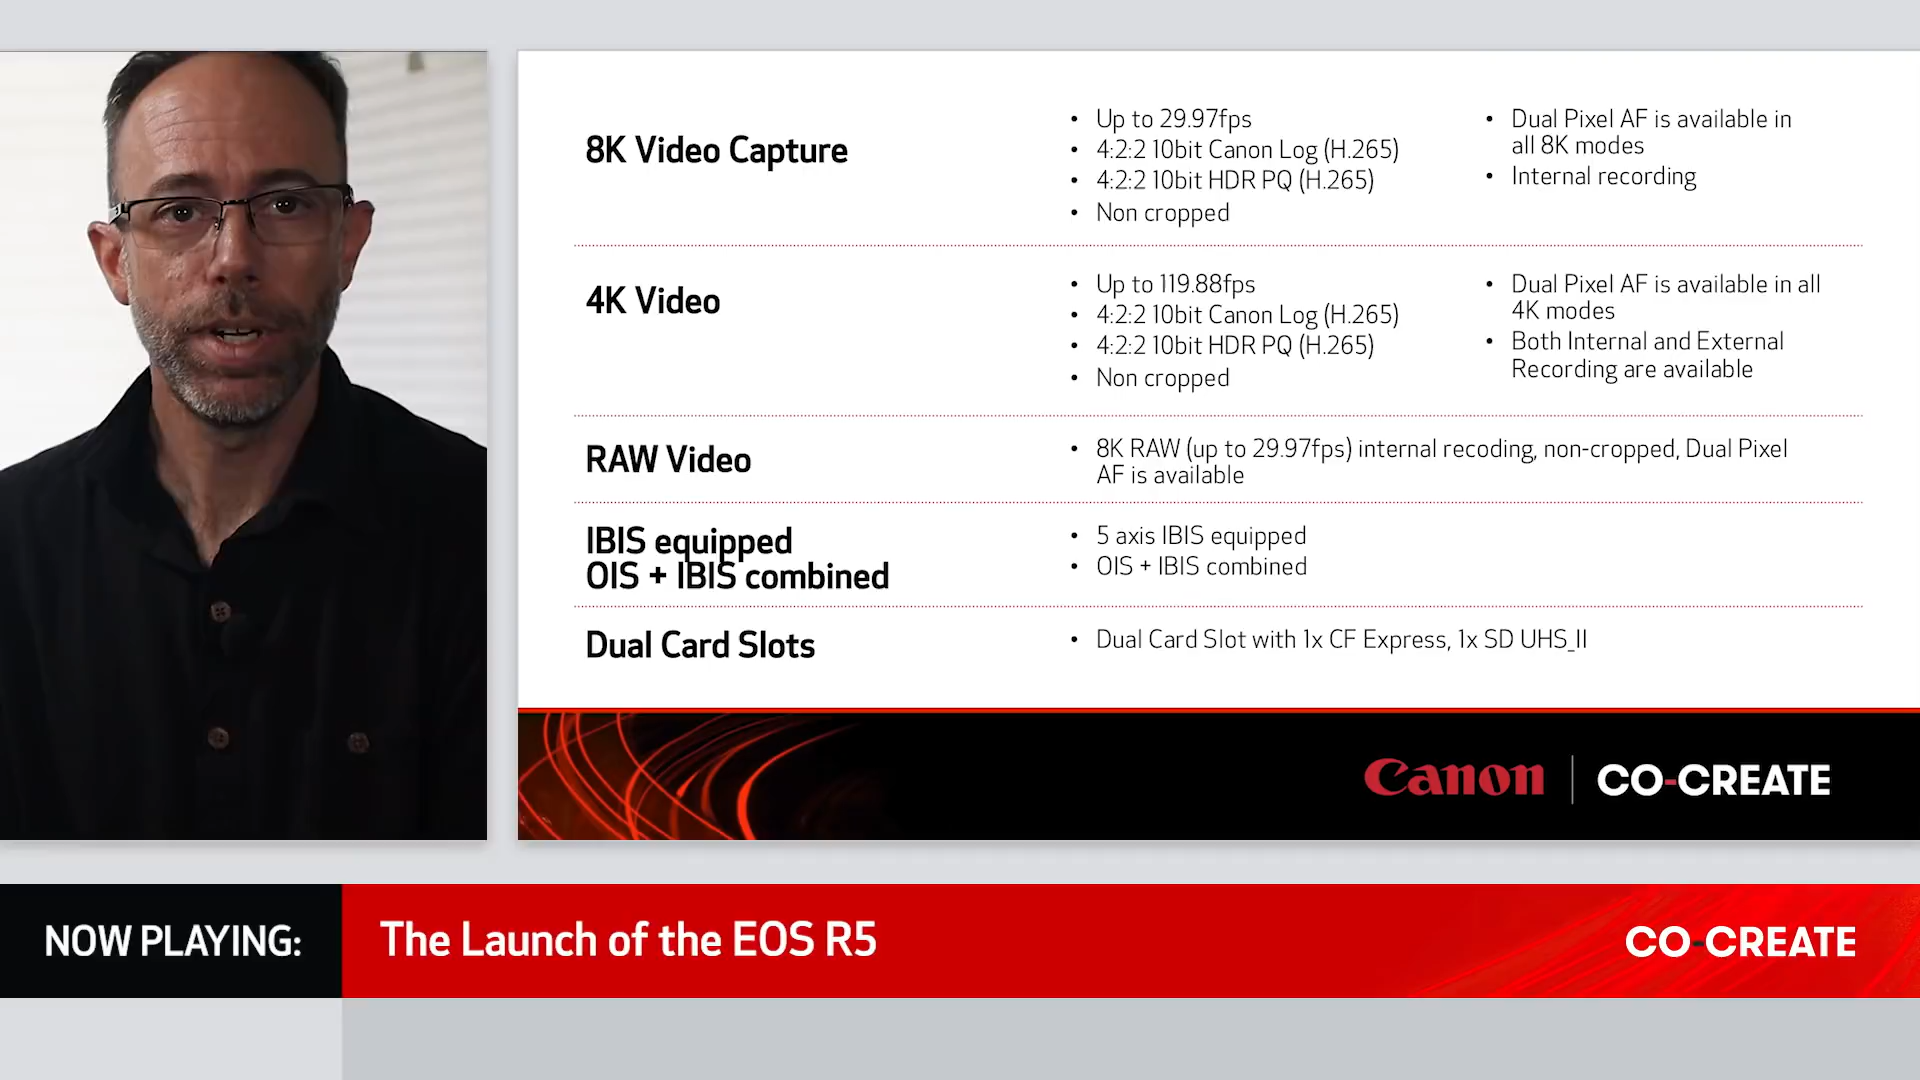 8K Video Capture
• Up to 29.97fps
• 4:2:2 10bit Canon Log (H.265)
• 4:2:2 10bit HDR PQ (H.265)
• Non cropped
• Dual Pixel AF is available in
all 8K modes
• Internal recording
4K Video
• Up to 119.88fps
• 4:2:2 10bit Canon Log (H.265)
• 4:2:2 10bit HDR PQ (H.265)
• Non cropped
• Dual Pixel AF is available in all
4K modes
• Both Internal and External
Recording are available
RAW Video
• 8K RAW (up to 29.97fps) internal recoding, non-cropped, Dual Pixel
AF is available
IBIS equipped
OIS + IBIS combined
• 5 axis IBIS equipped
• OIS + IBIS combined
Dual Card Slots
• Dual Card Slot with 1x CF Express, 1x SD UHS_II
Canon | CO-CREATE
NOW PLAYING:
The Launch of the EOS R5
CO-CREATE